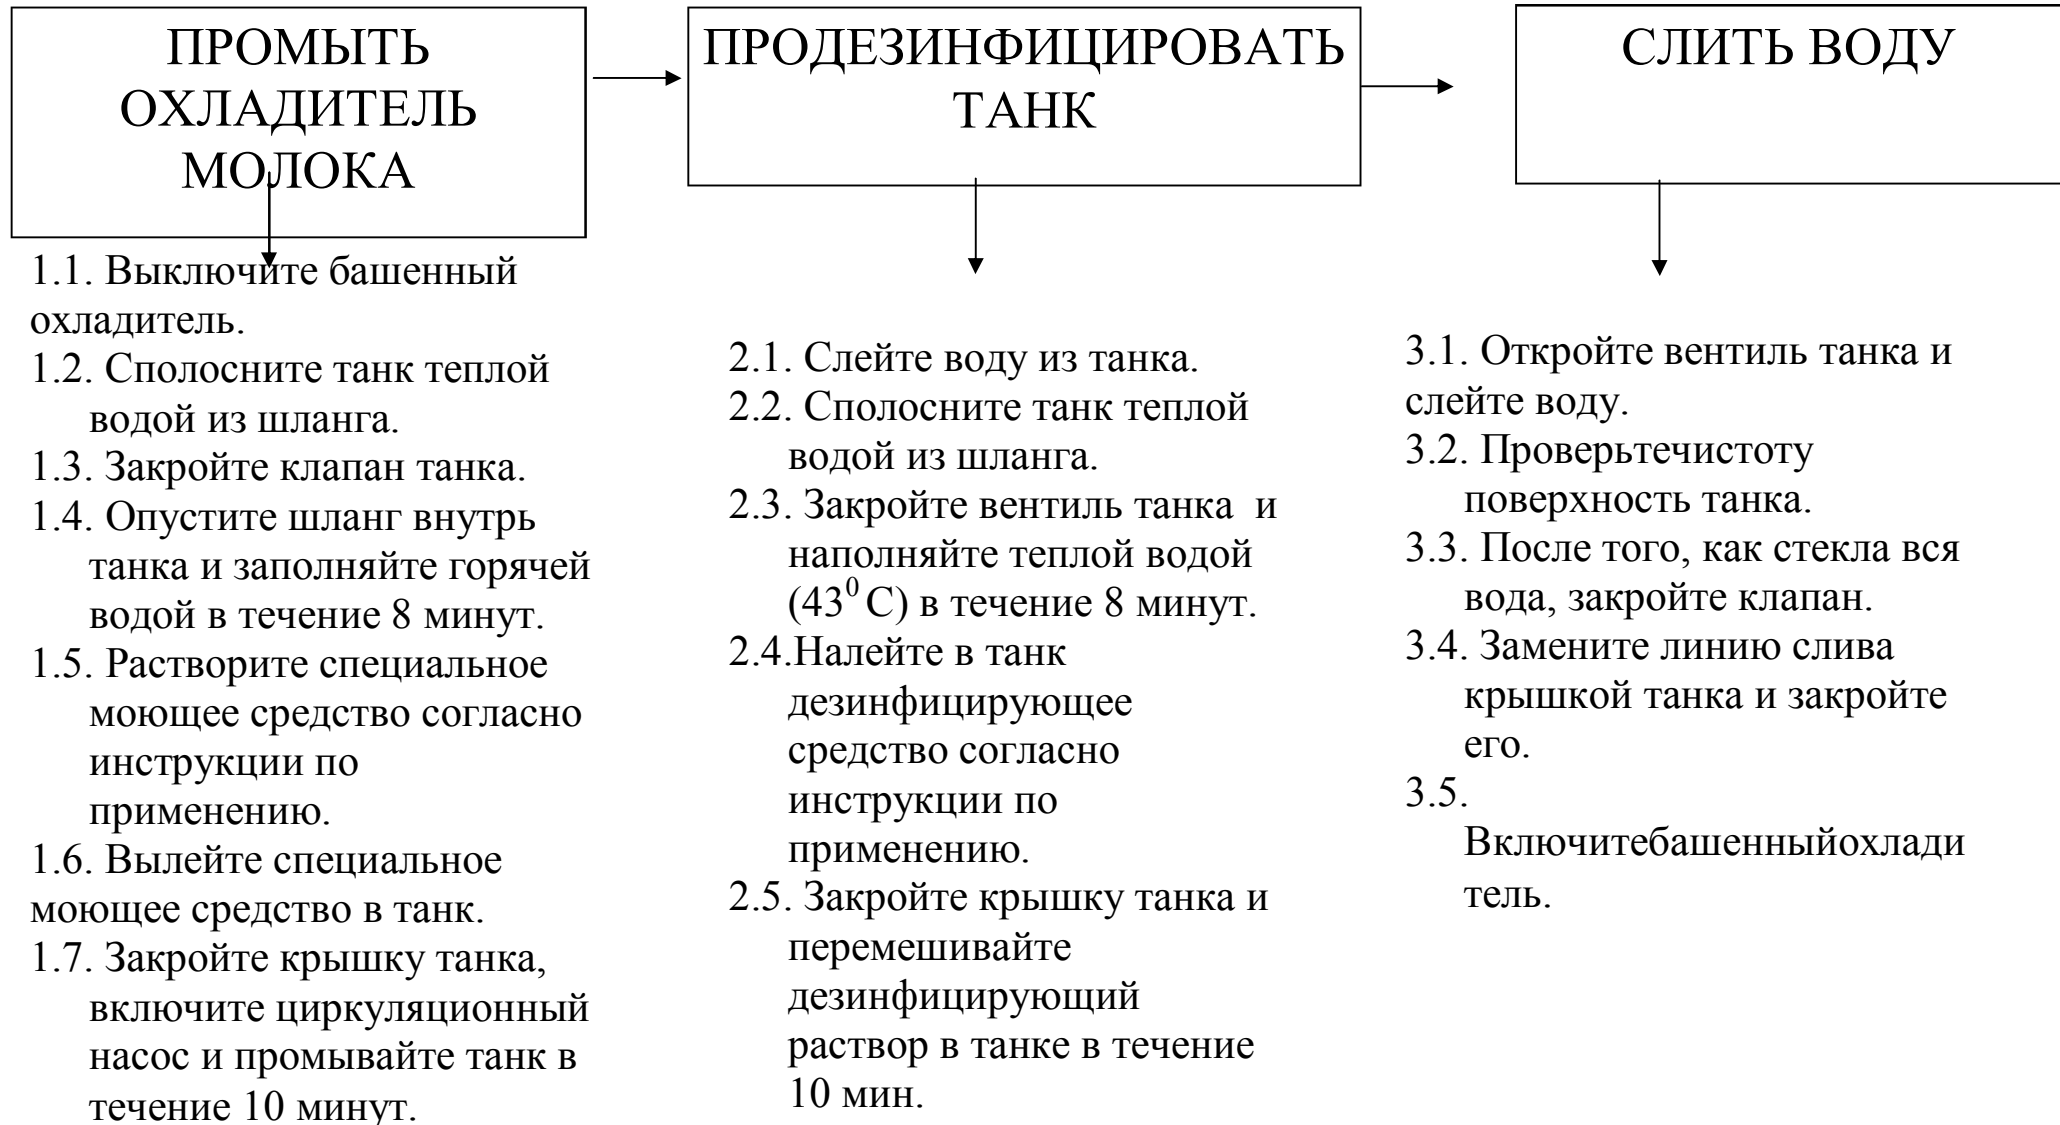 ПРОМЫТЬ
ОХЛАДИТЕЛЬ
МОЛОКА
ПРОДЕЗИНФИЦИРОВАТЬ
ТАНК
СЛИТЬ ВОДУ
1.1. Выключите башенный
охладитель.
1.2. Сполосните танк теплой
водой из шланга.
1.3. Закройте клапан танка.
1.4. Опустите шланг внутрь
танка и заполняйте горячей
водой в течение 8 минут.
1.5. Растворите специальное
моющее средство согласно
инструкции по
применению.
1.6. Вылейте специальное
моющее средство в танк.
1.7. Закройте крышку танка,
включите циркуляционный
насос и промывайте танк в
течение 10 минут.
2.1. Слейте воду из танка.
2.2. Сполосните танк теплой
водой из шланга.
2.3. Закройте вентиль танка  и
наполняйте теплой водой
(43⁰ С) в течение 8 минут.
2.4.Налейте в танк
дезинфицирующее
средство согласно
инструкции по
применению.
2.5. Закройте крышку танка и
перемешивайте
дезинфицирующий
раствор в танке в течение
10 мин.
3.1. Откройте вентиль танка и
слейте воду.
3.2. Проверьтечистоту
поверхность танка.
3.3. После того, как стекла вся
вода, закройте клапан.
3.4. Замените линию слива
крышкой танка и закройте
его.
3.5.
Включитебашенныйохлади
тель.